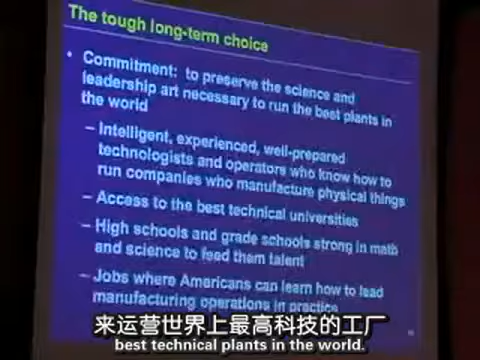 The tough long-term choice
• Commitment: to preserve the science and
leadership art necessary to run the best plants in
the world
– Intelligent, experienced, well-prepared
technologists and operators who know how to
run companies who manufacture physical things
– Access to the best technical universities
– High schools and grade schools strong in math
and science to feed them talent
– Jobs where Americans can learn how to lead
manufacturing operations in practice
来运营世界上最高科技的工厂
best technical plants in the world.